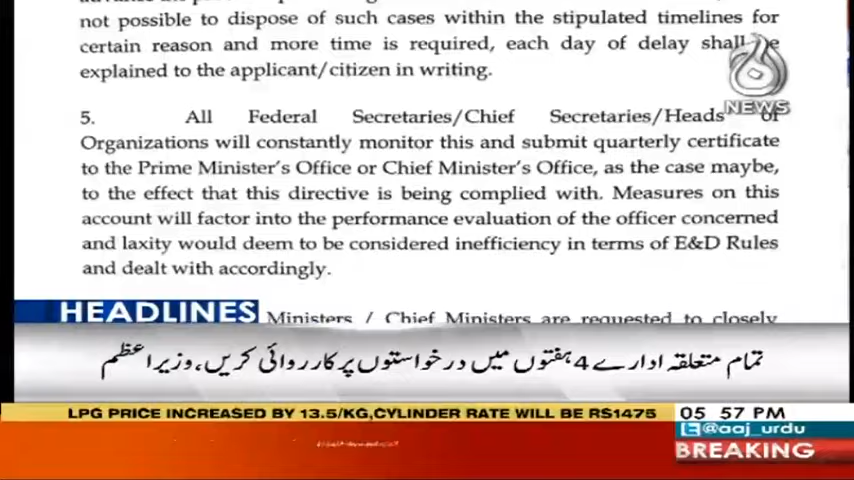 not possible to dispose of such cases within the stipulated timelines for
certain reason and more time is required, each day of delay shall be
explained to the applicant/citizen in writing.
5. All Federal Secretaries/Chief Secretaries/Heads of
Organizations will constantly monitor this and submit quarterly certificate
to the Prime Minister's Office or Chief Minister's Office, as the case maybe,
to the effect that this directive is being complied with. Measures on this
account will factor into the performance evaluation of the officer concerned
and laxity would deem to be considered inefficiency in terms of E&D Rules
and dealt with accordingly.
Ministers / Chief Ministers are requested to closely
NEWS
HEADLINES
تمام متعلقہ ادارے 4 ہفتوں میں درخواستوں پر کارروائی کریں، وزیراعظم
LPG PRICE INCREASED BY 13.5/KG,CYLINDER RATE WILL BE RS1475
05 57 PM
@aaj_urdu
BREAKING